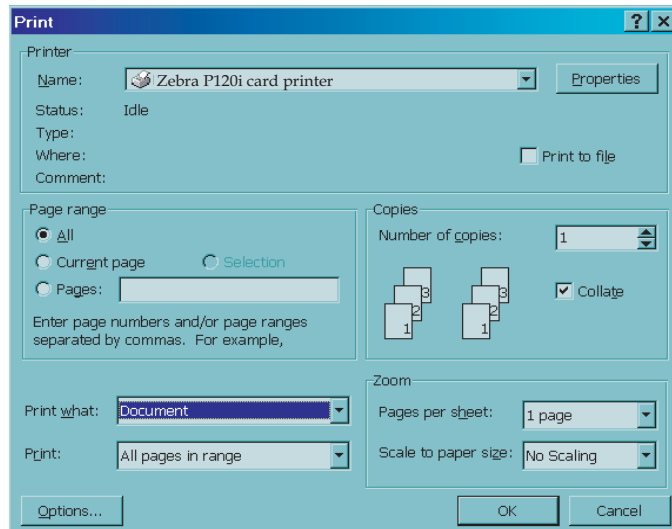 Print
Printer
Name: Zebra P120i card printer Properties
Status: Idle
Type:
Where: Print to file
Comment:
Page range
All
Current page Selection
Pages:
Enter page numbers and/or page ranges
separated by commas. For example,
Copies
Number of copies: 1
Collate
1 2 3 1 2 3
Print what: Document
Print: All pages in range
Zoom
Pages per sheet: 1 page
Scale to paper size: No Scaling
Options... OK Cancel